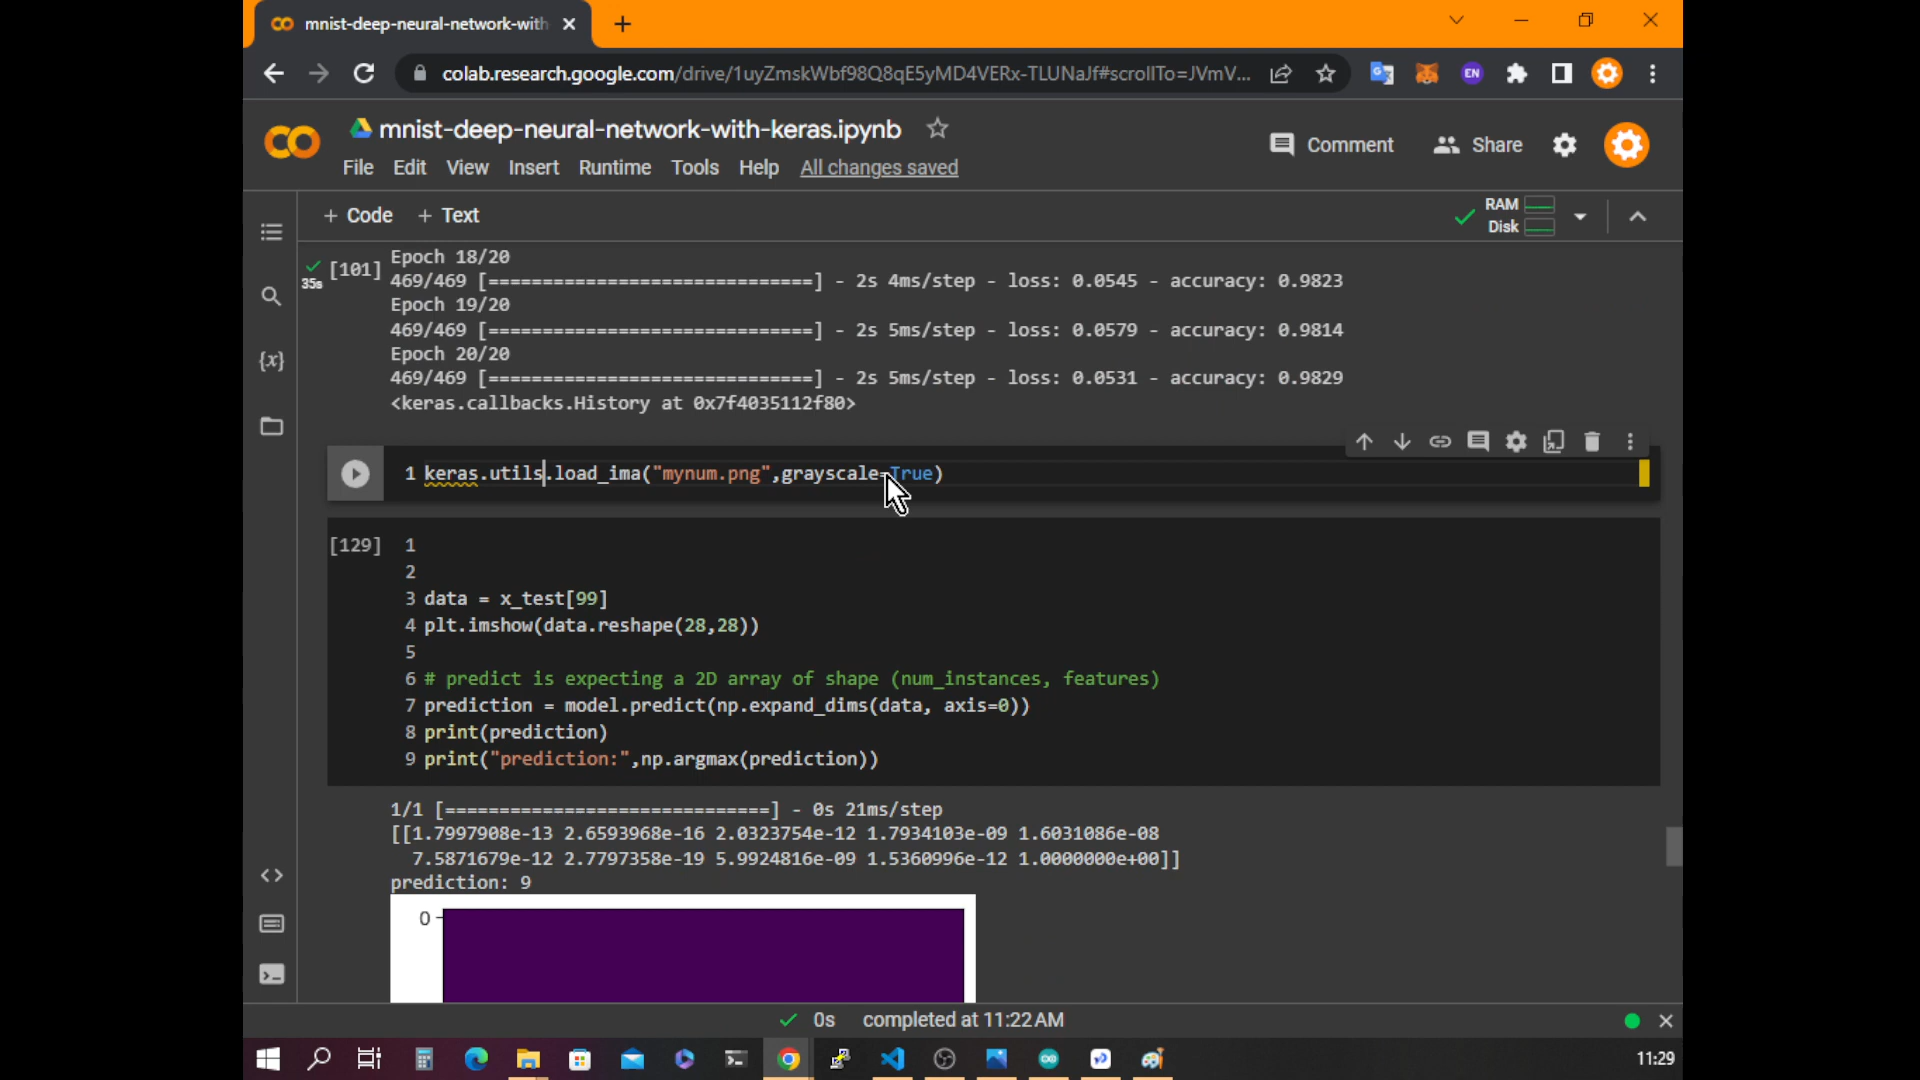 mnist-deep-neural-network-with
colab.research.google.com/drive/1uyZmskWbf98Q8qE5yMD4VERx-TLUNaJf#scrollTo=JVmV...
EN
mnist-deep-neural-network-with-keras.ipynb
Comment
Share
File Edit View Insert Runtime Tools Help All changes saved
+ Code + Text
RAM
Disk
Epoch 18/20
[101]
35s
469/469 [==============================] - 2s 4ms/step - loss: 0.0545 - accuracy: 0.9823
Epoch 19/20
469/469 [==============================] - 2s 5ms/step - loss: 0.0579 - accuracy: 0.9814
Epoch 20/20
469/469 [==============================] - 2s 5ms/step - loss: 0.0531 - accuracy: 0.9829
<keras.callbacks.History at 0x7f4035112f80>
1 keras.utils.load_ima("mynum.png",grayscale=True)
[129] 1
2
3 data = x_test[99]
4 plt.imshow(data.reshape(28,28))
5
6 # predict is expecting a 2D array of shape (num_instances, features)
7 prediction = model.predict(np.expand_dims(data, axis=0))
8 print(prediction)
9 print("prediction:",np.argmax(prediction))
1/1 [==============================] - 0s 21ms/step
[[1.7997908e-13 2.6593968e-16 2.0323754e-12 1.7934103e-09 1.6031086e-08
7.5871679e-12 2.7797358e-19 5.9924816e-09 1.5360996e-12 1.0000000e+00]]
prediction: 9
0
0s completed at 11:22 AM
11:29